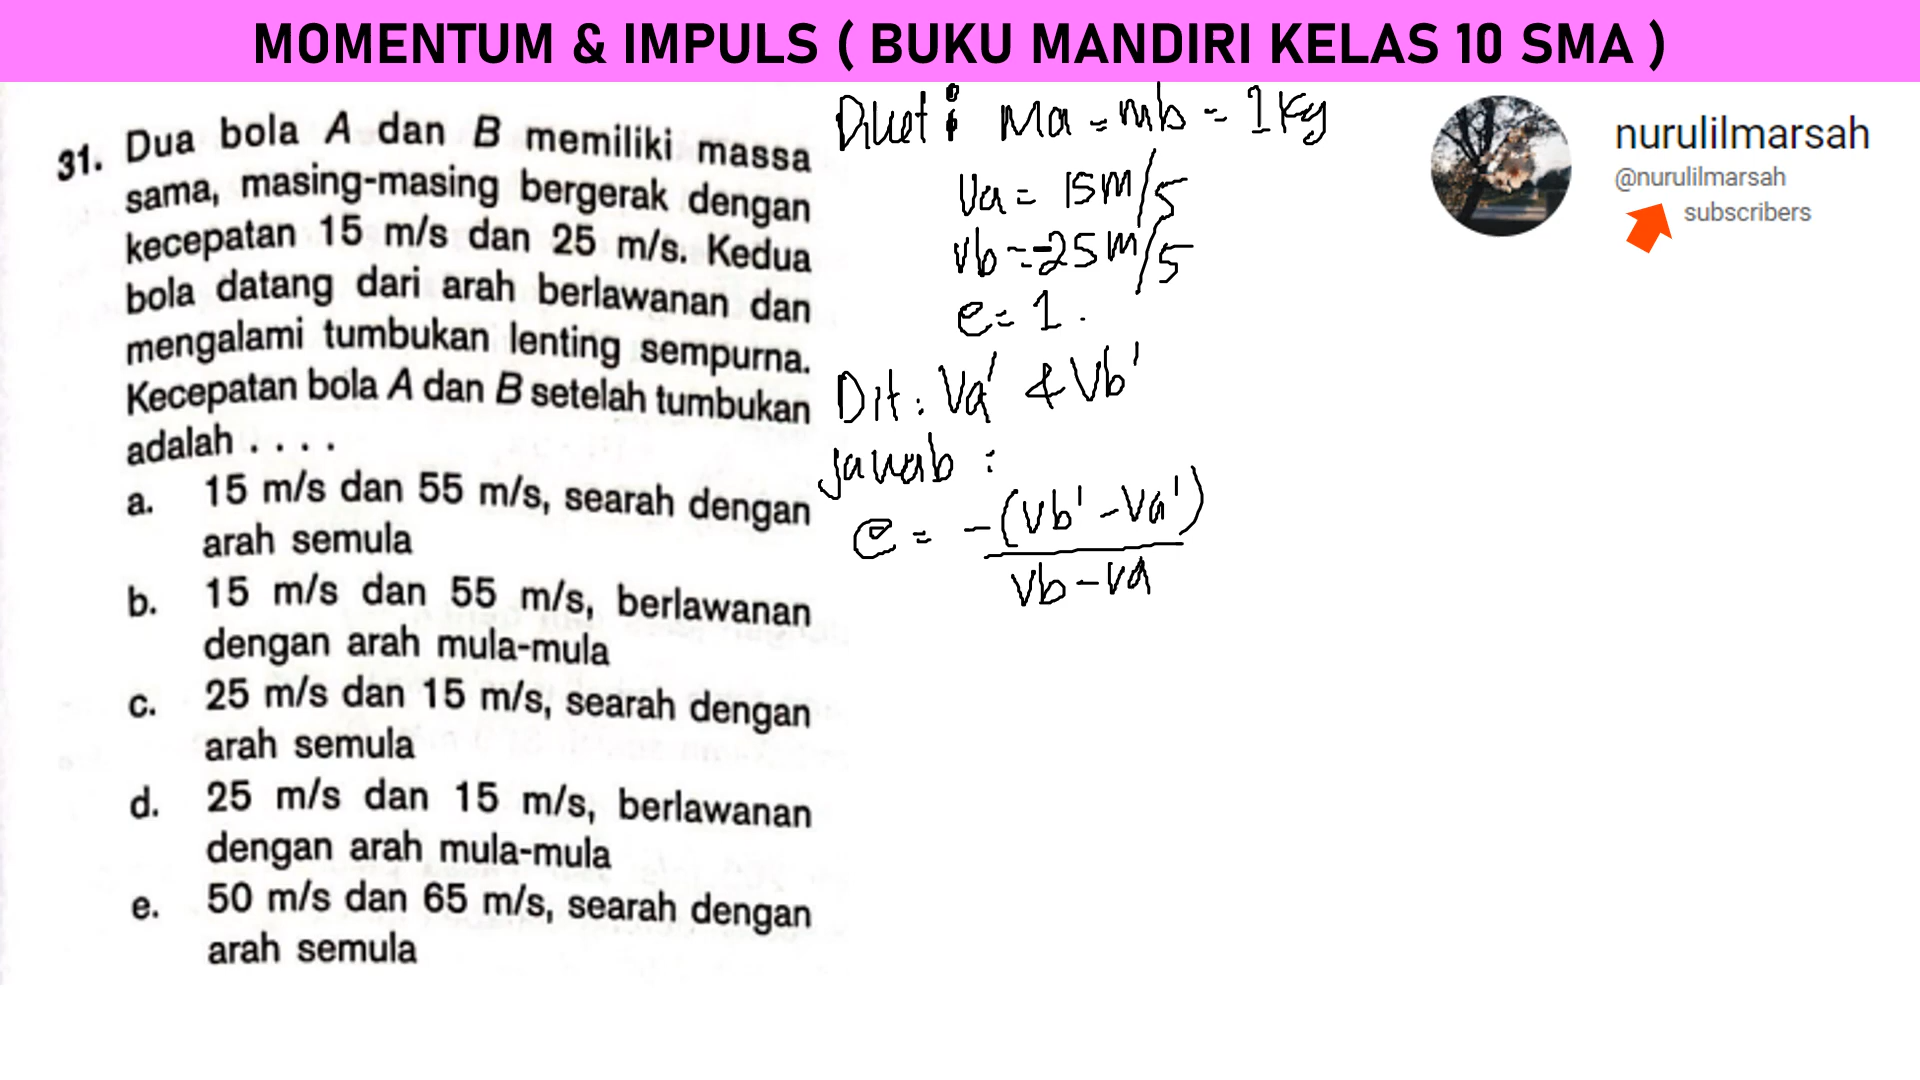 MOMENTUM & IMPULS ( BUKU MANDIRI KELAS 10 SMA )
31. Dua bola A dan B memiliki massa
sama, masing-masing bergerak dengan
kecepatan 15 m/s dan 25 m/s. Kedua
bola datang dari arah berlawanan dan
mengalami tumbukan lenting sempurna.
Kecepatan bola A dan B setelah tumbukan
adalah . . . .
a. 15 m/s dan 55 m/s, searah dengan
arah semula
b. 15 m/s dan 55 m/s, berlawanan
dengan arah mula-mula
c. 25 m/s dan 15 m/s, searah dengan
arah semula
d. 25 m/s dan 15 m/s, berlawanan
dengan arah mula-mula
e. 50 m/s dan 65 m/s, searah dengan
arah semula
Diket : Ma = mb = 1 kg
Va = 15 m/s
Vb = -25 m/s
e = 1 .
Dit : Va' & Vb'
Jawab :
e = -(Vb' - Va')
Vb - Va
nurulilmarsah
@nurulilmarsah
subscribers